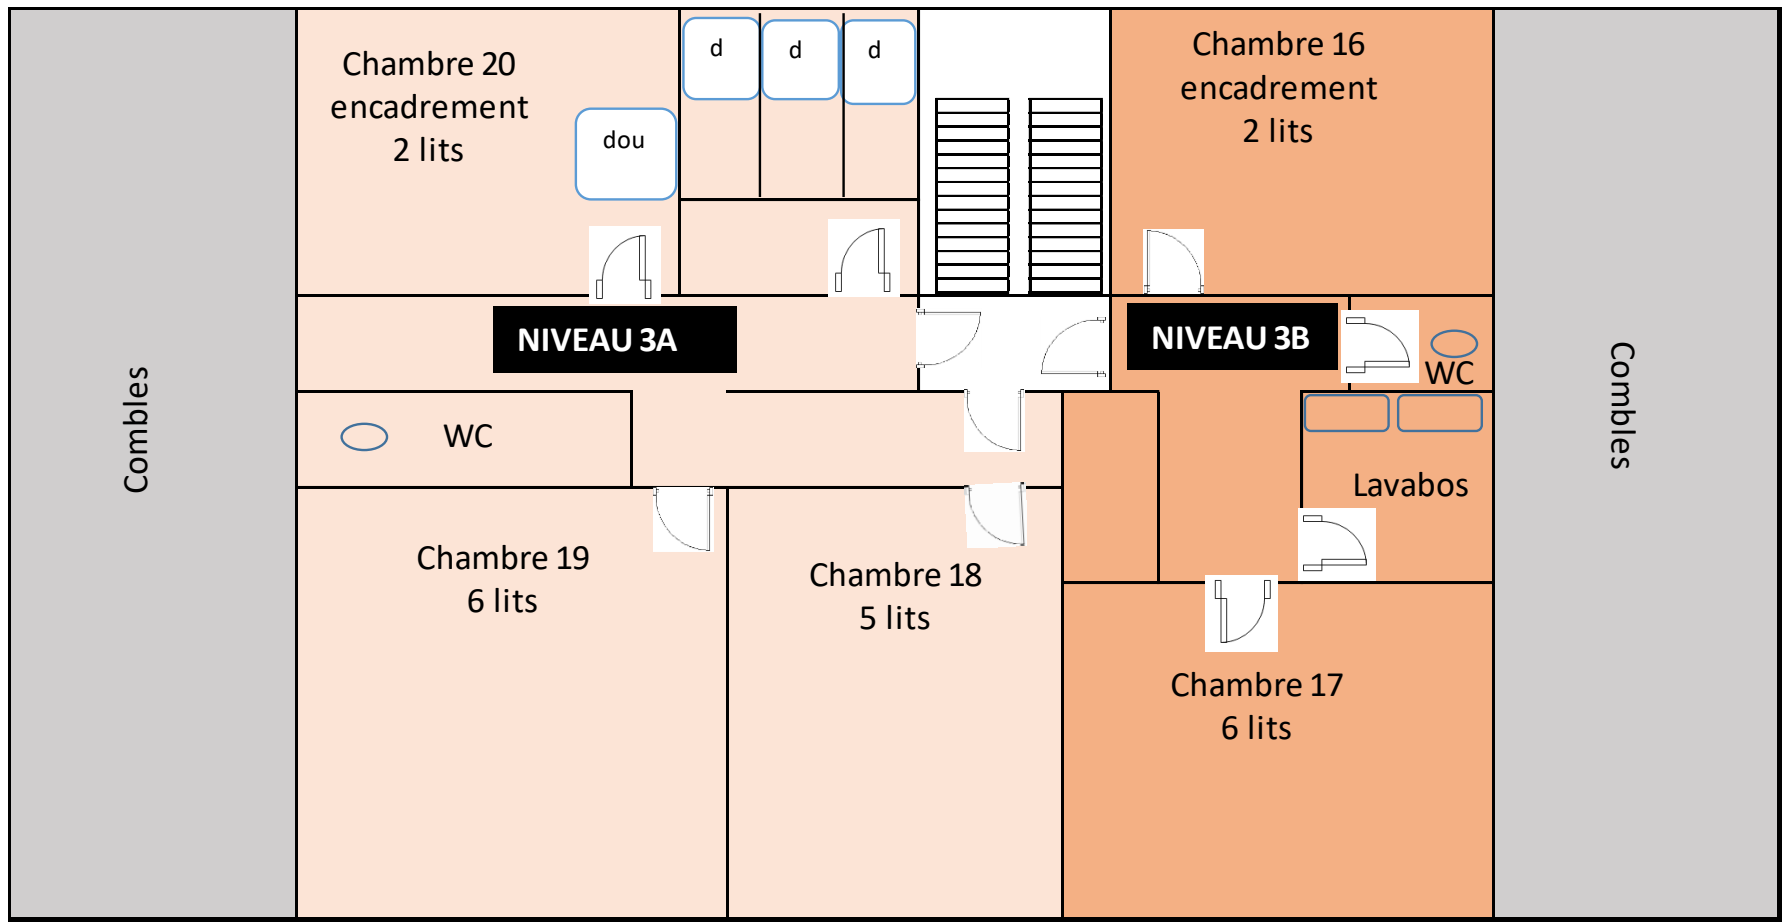 Chambre 20
encadrement
2 lits
dou
d
d
d
Chambre 16
encadrement
2 lits
NIVEAU 3A
NIVEAU 3B
WC
Combles
WC
Lavabos
Combles
Chambre 19
6 lits
Chambre 18
5 lits
Chambre 17
6 lits